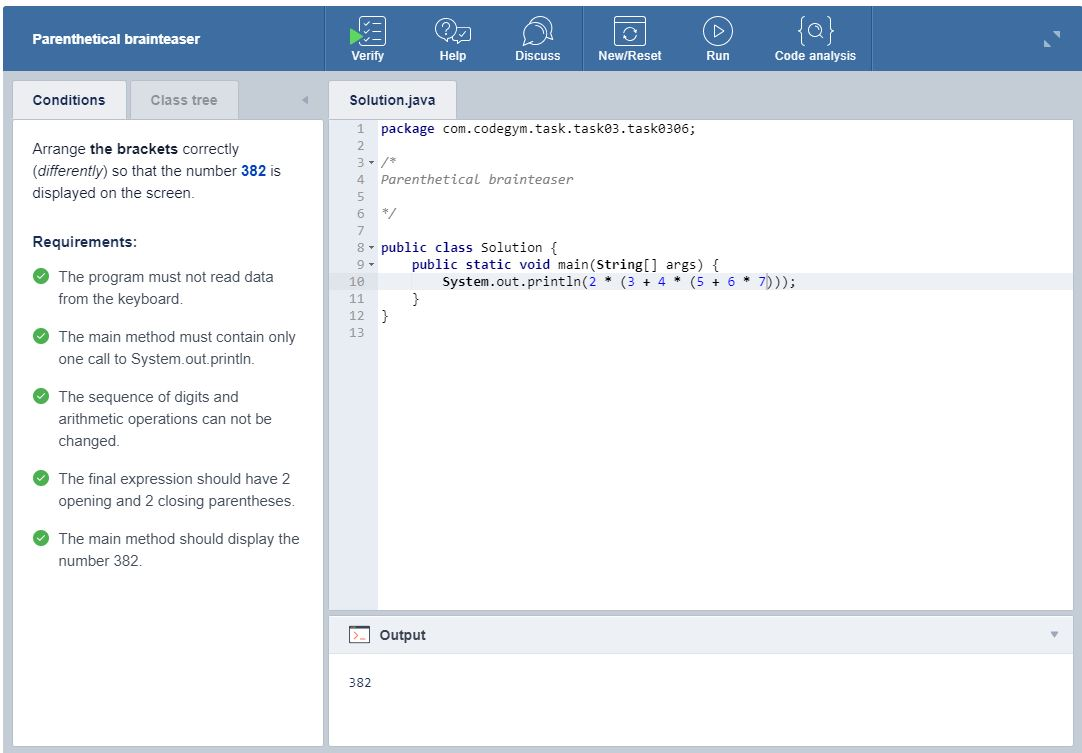 Parenthetical brainteaser
Verify
Help
Discuss
New/Reset
Run
Code analysis
Conditions
Class tree
Arrange the brackets correctly
(differently) so that the number 382 is
displayed on the screen.
Requirements:
The program must not read data
from the keyboard.
The main method must contain only
one call to System.out.println.
The sequence of digits and
arithmetic operations can not be
changed.
The final expression should have 2
opening and 2 closing parentheses.
The main method should display the
number 382.
Solution.java
1 package com.codegym.task.task03.task0306;
2
3 /*
4 Parenthetical brainteaser
5
6 */
7
8 public class Solution {
9     public static void main(String[] args) {
10         System.out.println(2 * (3 + 4 * (5 + 6 * 7)));
11     }
12 }
13
>_ Output
382